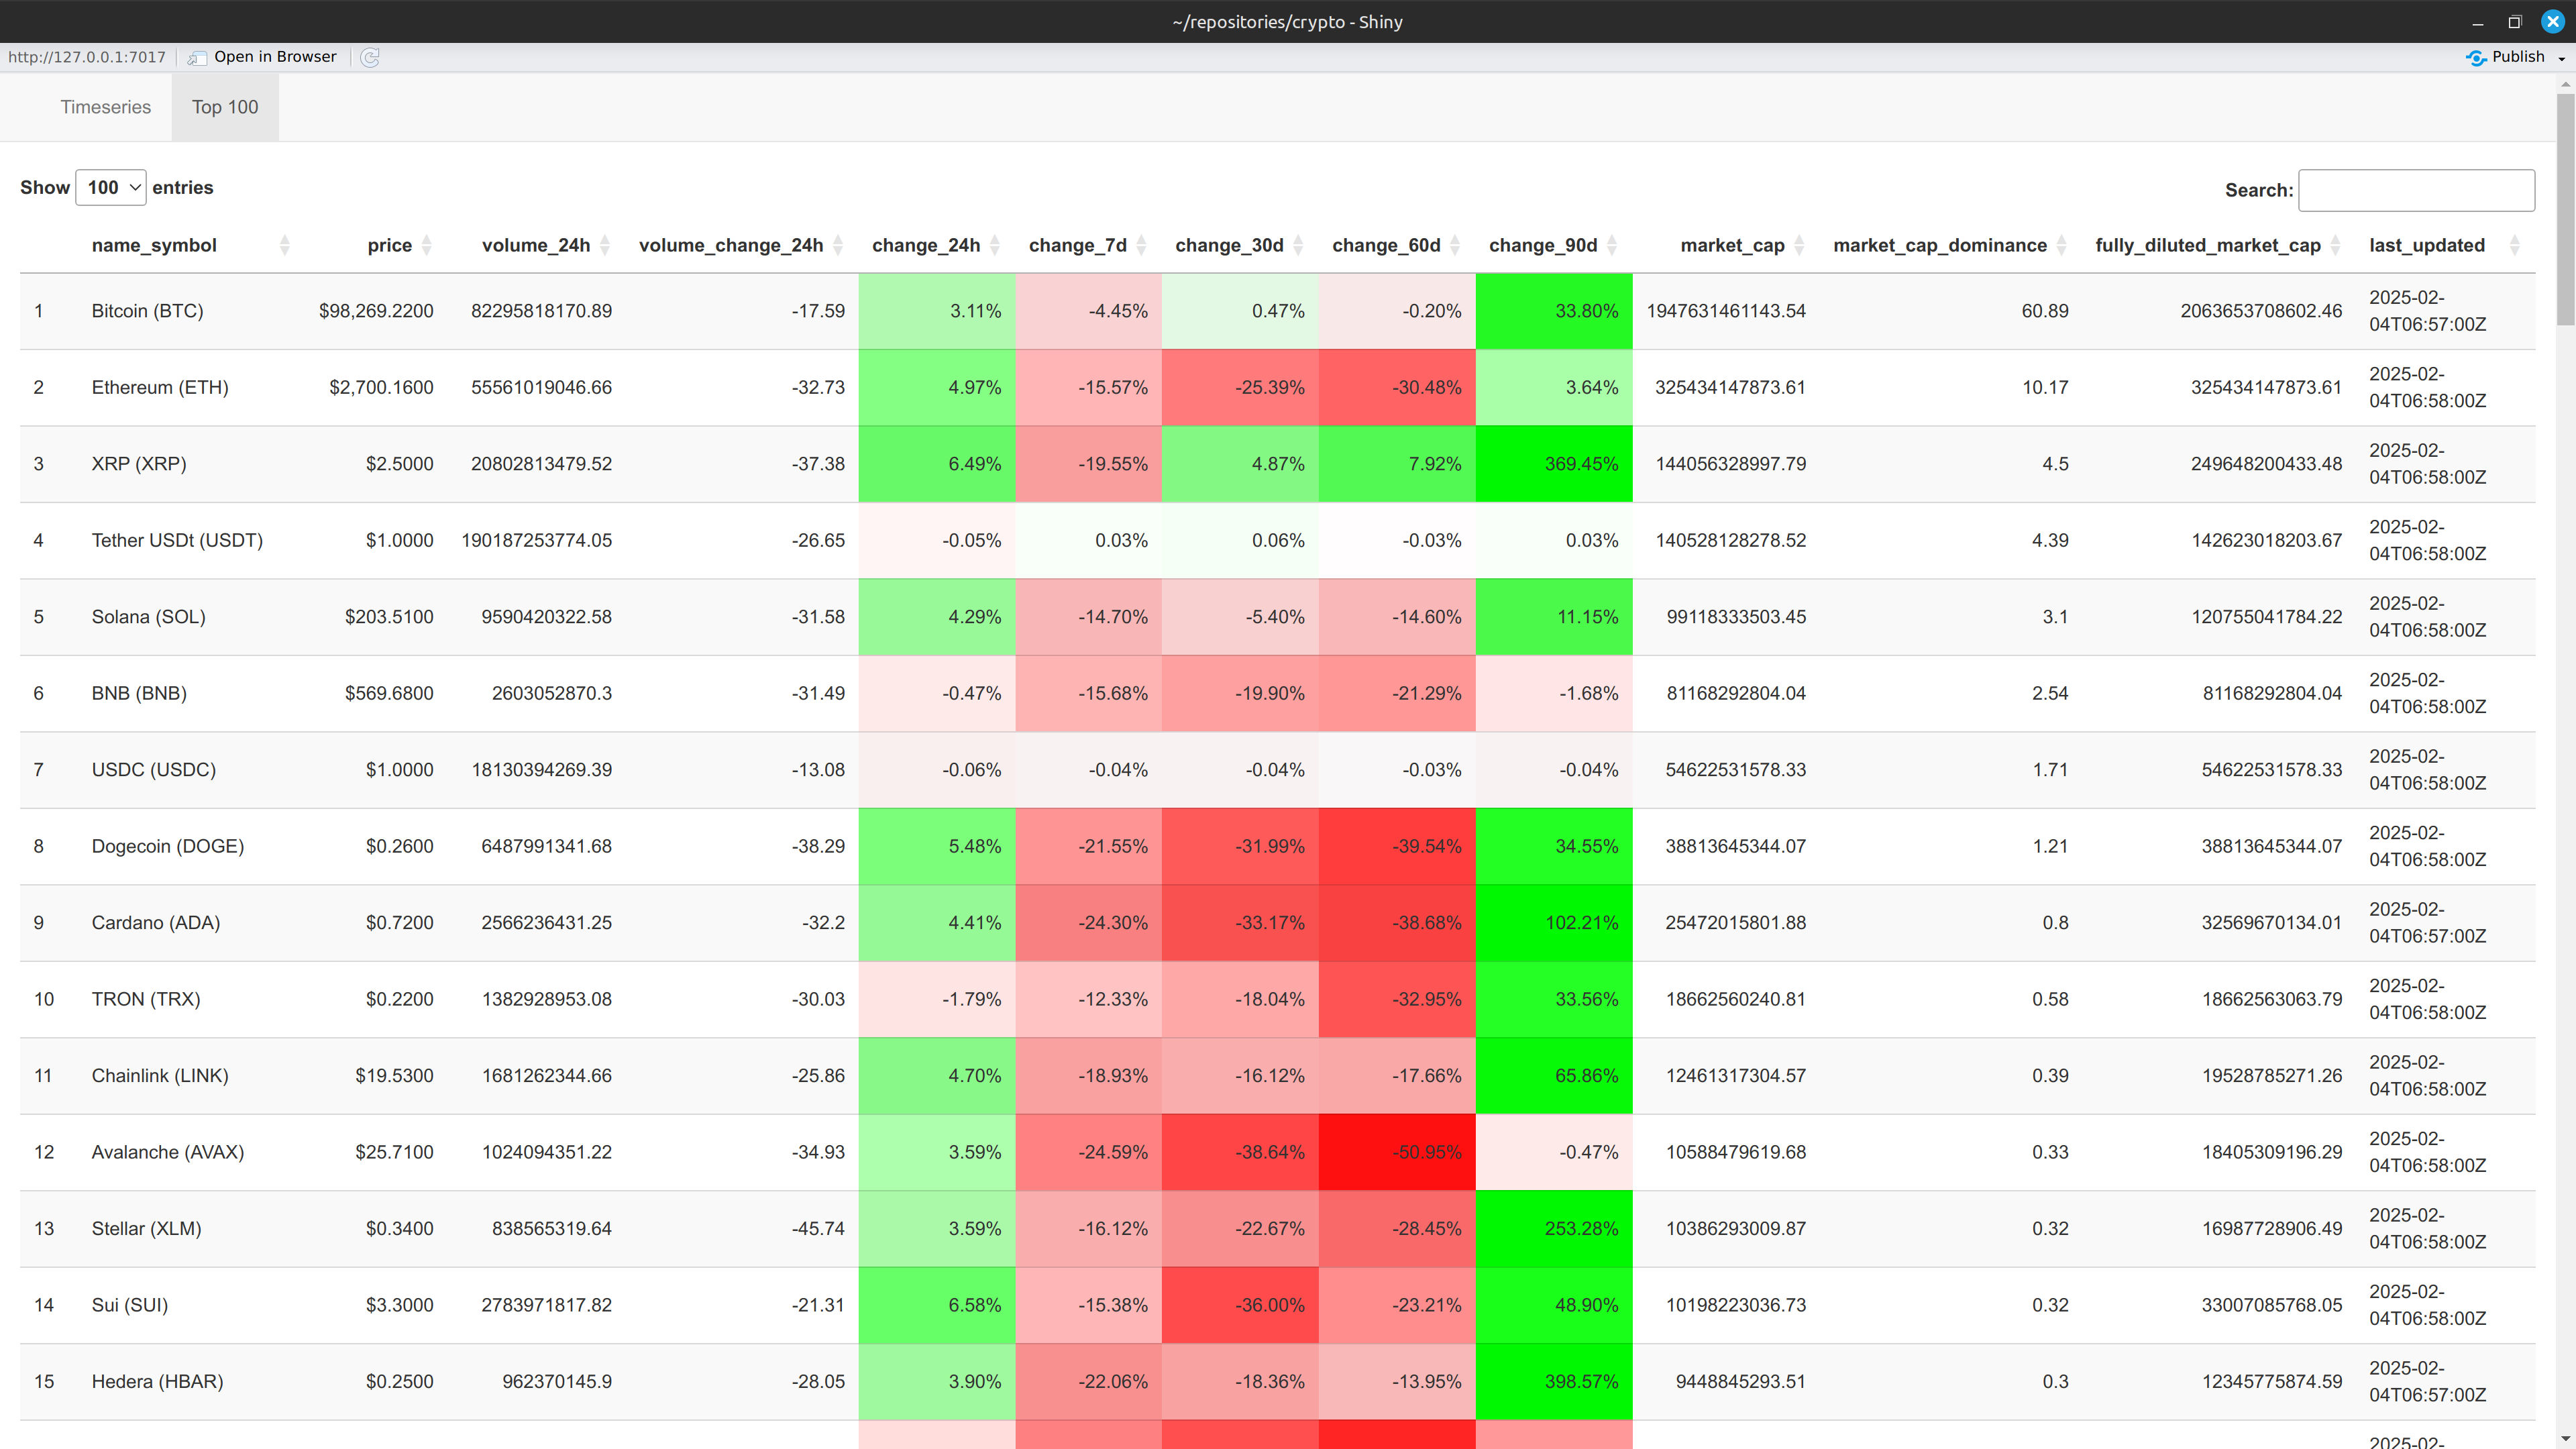 ~/repositories/crypto - Shiny
http://127.0.0.1:7017 Open in Browser Publish
Timeseries Top 100
Show 100 entries Search:
name_symbol price volume_24h volume_change_24h change_24h change_7d change_30d change_60d change_90d market_cap market_cap_dominance fully_diluted_market_cap last_updated
1 Bitcoin (BTC) $98,269.2200 82295818170.89 -17.59 3.11% -4.45% 0.47% -0.20% 33.80% 1947631461143.54 60.89 2063653708602.46 2025-02-
04T06:57:00Z
2 Ethereum (ETH) $2,700.1600 55561019046.66 -32.73 4.97% -15.57% -25.39% -30.48% 3.64% 325434147873.61 10.17 325434147873.61 2025-02-
04T06:58:00Z
3 XRP (XRP) $2.5000 20802813479.52 -37.38 6.49% -19.55% 4.87% 7.92% 369.45% 144056328997.79 4.5 249648200433.48 2025-02-
04T06:58:00Z
4 Tether USDt (USDT) $1.0000 190187253774.05 -26.65 -0.05% 0.03% 0.06% -0.03% 0.03% 140528128278.52 4.39 142623018203.67 2025-02-
04T06:58:00Z
5 Solana (SOL) $203.5100 9590420322.58 -31.58 4.29% -14.70% -5.40% -14.60% 11.15% 99118333503.45 3.1 120755041784.22 2025-02-
04T06:58:00Z
6 BNB (BNB) $569.6800 2603052870.3 -31.49 -0.47% -15.68% -19.90% -21.29% -1.68% 81168292804.04 2.54 81168292804.04 2025-02-
04T06:58:00Z
7 USDC (USDC) $1.0000 18130394269.39 -13.08 -0.06% -0.04% -0.04% -0.03% -0.04% 54622531578.33 1.71 54622531578.33 2025-02-
04T06:58:00Z
8 Dogecoin (DOGE) $0.2600 6487991341.68 -38.29 5.48% -21.55% -31.99% -39.54% 34.55% 38813645344.07 1.21 38813645344.07 2025-02-
04T06:58:00Z
9 Cardano (ADA) $0.7200 2566236431.25 -32.2 4.41% -24.30% -33.17% -38.68% 102.21% 25472015801.88 0.8 32569670134.01 2025-02-
04T06:57:00Z
10 TRON (TRX) $0.2200 1382928953.08 -30.03 -1.79% -12.33% -18.04% -32.95% 33.56% 18662560240.81 0.58 18662563063.79 2025-02-
04T06:58:00Z
11 Chainlink (LINK) $19.5300 1681262344.66 -25.86 4.70% -18.93% -16.12% -17.66% 65.86% 12461317304.57 0.39 19528785271.26 2025-02-
04T06:58:00Z
12 Avalanche (AVAX) $25.7100 1024094351.22 -34.93 3.59% -24.59% -38.64% -50.95% -0.47% 10588479619.68 0.33 18405309196.29 2025-02-
04T06:58:00Z
13 Stellar (XLM) $0.3400 838565319.64 -45.74 3.59% -16.12% -22.67% -28.45% 253.28% 10386293009.87 0.32 16987728906.49 2025-02-
04T06:58:00Z
14 Sui (SUI) $3.3000 2783971817.82 -21.31 6.58% -15.38% -36.00% -23.21% 48.90% 10198223036.73 0.32 33007085768.05 2025-02-
04T06:58:00Z
15 Hedera (HBAR) $0.2500 962370145.9 -28.05 3.90% -22.06% -18.36% -13.95% 398.57% 9448845293.51 0.3 12345775874.59 2025-02-
04T06:57:00Z
2025-02-